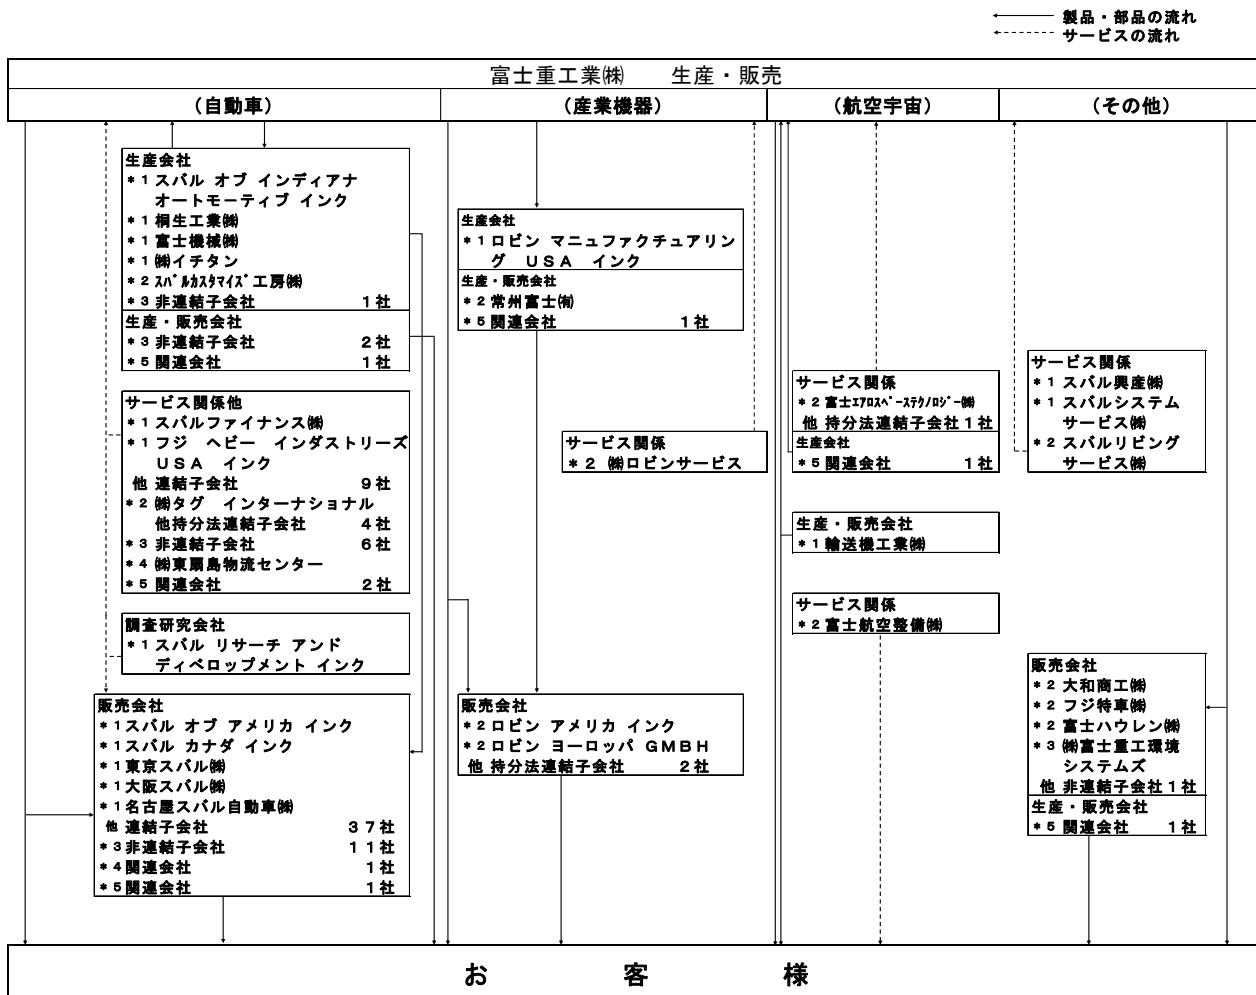 製品・部品の流れ
サービスの流れ
富士重工業㈱　　生産・販売
（自動車）
（産業機器）
（航空宇宙）
（その他）
生産会社
＊１スバル オブ インディアナ
オートモーティブ インク
＊１桐生工業㈱
＊１富士機械㈱
＊１㈱イチタン
＊２ｽﾊﾞﾙｶｽﾀﾏｲｽﾞ工房㈱
＊３非連結子会社　１社
生産・販売会社
＊３非連結子会社　２社
＊５関連会社　１社
サービス関係他
＊１スバルファイナンス㈱
＊１フジ ヘビー インダストリーズ
ＵＳＡ インク
他 連結子会社　９社
＊２㈱タグ インターナショナル
他持分法連結子会社　４社
＊３非連結子会社　６社
＊４㈱東扇島物流センター
＊５関連会社　２社
調査研究会社
＊１スバル リサーチ アンド
ディベロップメント インク
販売会社
＊１スバル オブ アメリカ インク
＊１スバル カナダ インク
＊１東京スバル㈱
＊１大阪スバル㈱
＊１名古屋スバル自動車㈱
他 連結子会社　３７社
＊３非連結子会社　１１社
＊４関連会社　１社
＊５関連会社　１社
生産会社
＊１ロビン マニュファクチュアリン
グ ＵＳＡ インク
生産・販売会社
＊２常州富士㈲
＊５関連会社　１社
サービス関係
＊２ ㈱ロビンサービス
販売会社
＊２ロビン アメリカ インク
＊２ロビン ヨーロッパ ＧＭＢＨ
他 持分法連結子会社　２社
サービス関係
＊２富士ｴｱﾛｽﾍﾟｰｽﾃｸﾉﾛｼﾞｰ㈱
他 持分法連結子会社１社
生産会社
＊５関連会社　１社
生産・販売会社
＊１輸送機工業㈱
サービス関係
＊２富士航空整備㈱
サービス関係
＊１ スバル興産㈱
＊１ スバルシステム
サービス㈱
＊２ スバルリビング
サービス㈱
販売会社
＊２ 大和商工㈱
＊２ フジ特車㈱
＊２ 富士ハウレン㈱
＊３ ㈱富士重工環境
システムズ
他 非連結子会社１社
生産・販売会社
＊５ 関連会社　１社
お　客　様